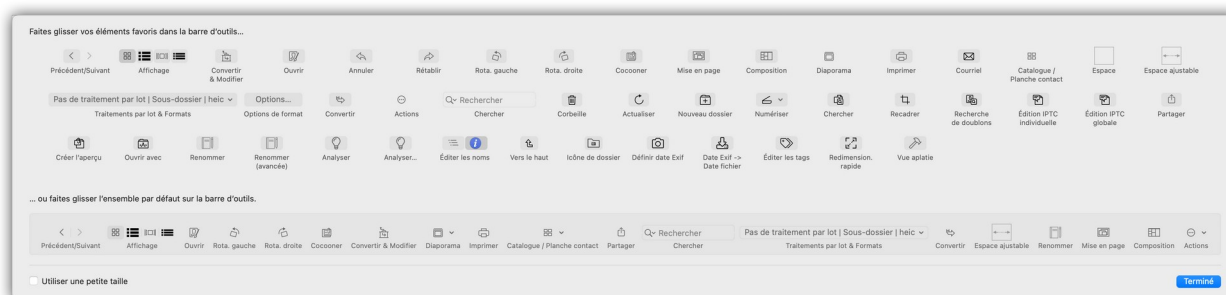 Faites glisser vos éléments favoris dans la barre d'outils...
Précédent/Suivant Affichage Convertir & Modifier Ouvrir Annuler Rétablir Rota. gauche Rota. droite Cocooner Mise en page Composition Diaporama Imprimer Courriel Catalogue / Planche contact Espace Espace ajustable
Pas de traitement par lot | Sous-dossier | heic Options... Rechercher
Traitements par lot & Formats Options de format Convertir Actions Chercher Corbeille Actualiser Nouveau dossier Numériser Chercher Recadrer Recherche de doublons Édition IPTC individuelle Édition IPTC globale Partager
Créer l'aperçu Ouvrir avec Renommer Renommer (avancée) Analyser Analyser... Éditer les noms Vers le haut Icône de dossier Définir date Exif Date Exif -> Date fichier Éditer les tags Redimension. rapide Vue aplatie
... ou faites glisser l'ensemble par défaut sur la barre d'outils.
Rechercher Pas de traitement par lot | Sous-dossier | heic
Précédent/Suivant Affichage Ouvrir Rota. gauche Rota. droite Cocooner Convertir & Modifier Diaporama Imprimer Catalogue / Planche contact Partager Chercher Traitements par lot & Formats Convertir Espace ajustable Renommer Mise en page Composition Actions
Utiliser une petite taille Terminé